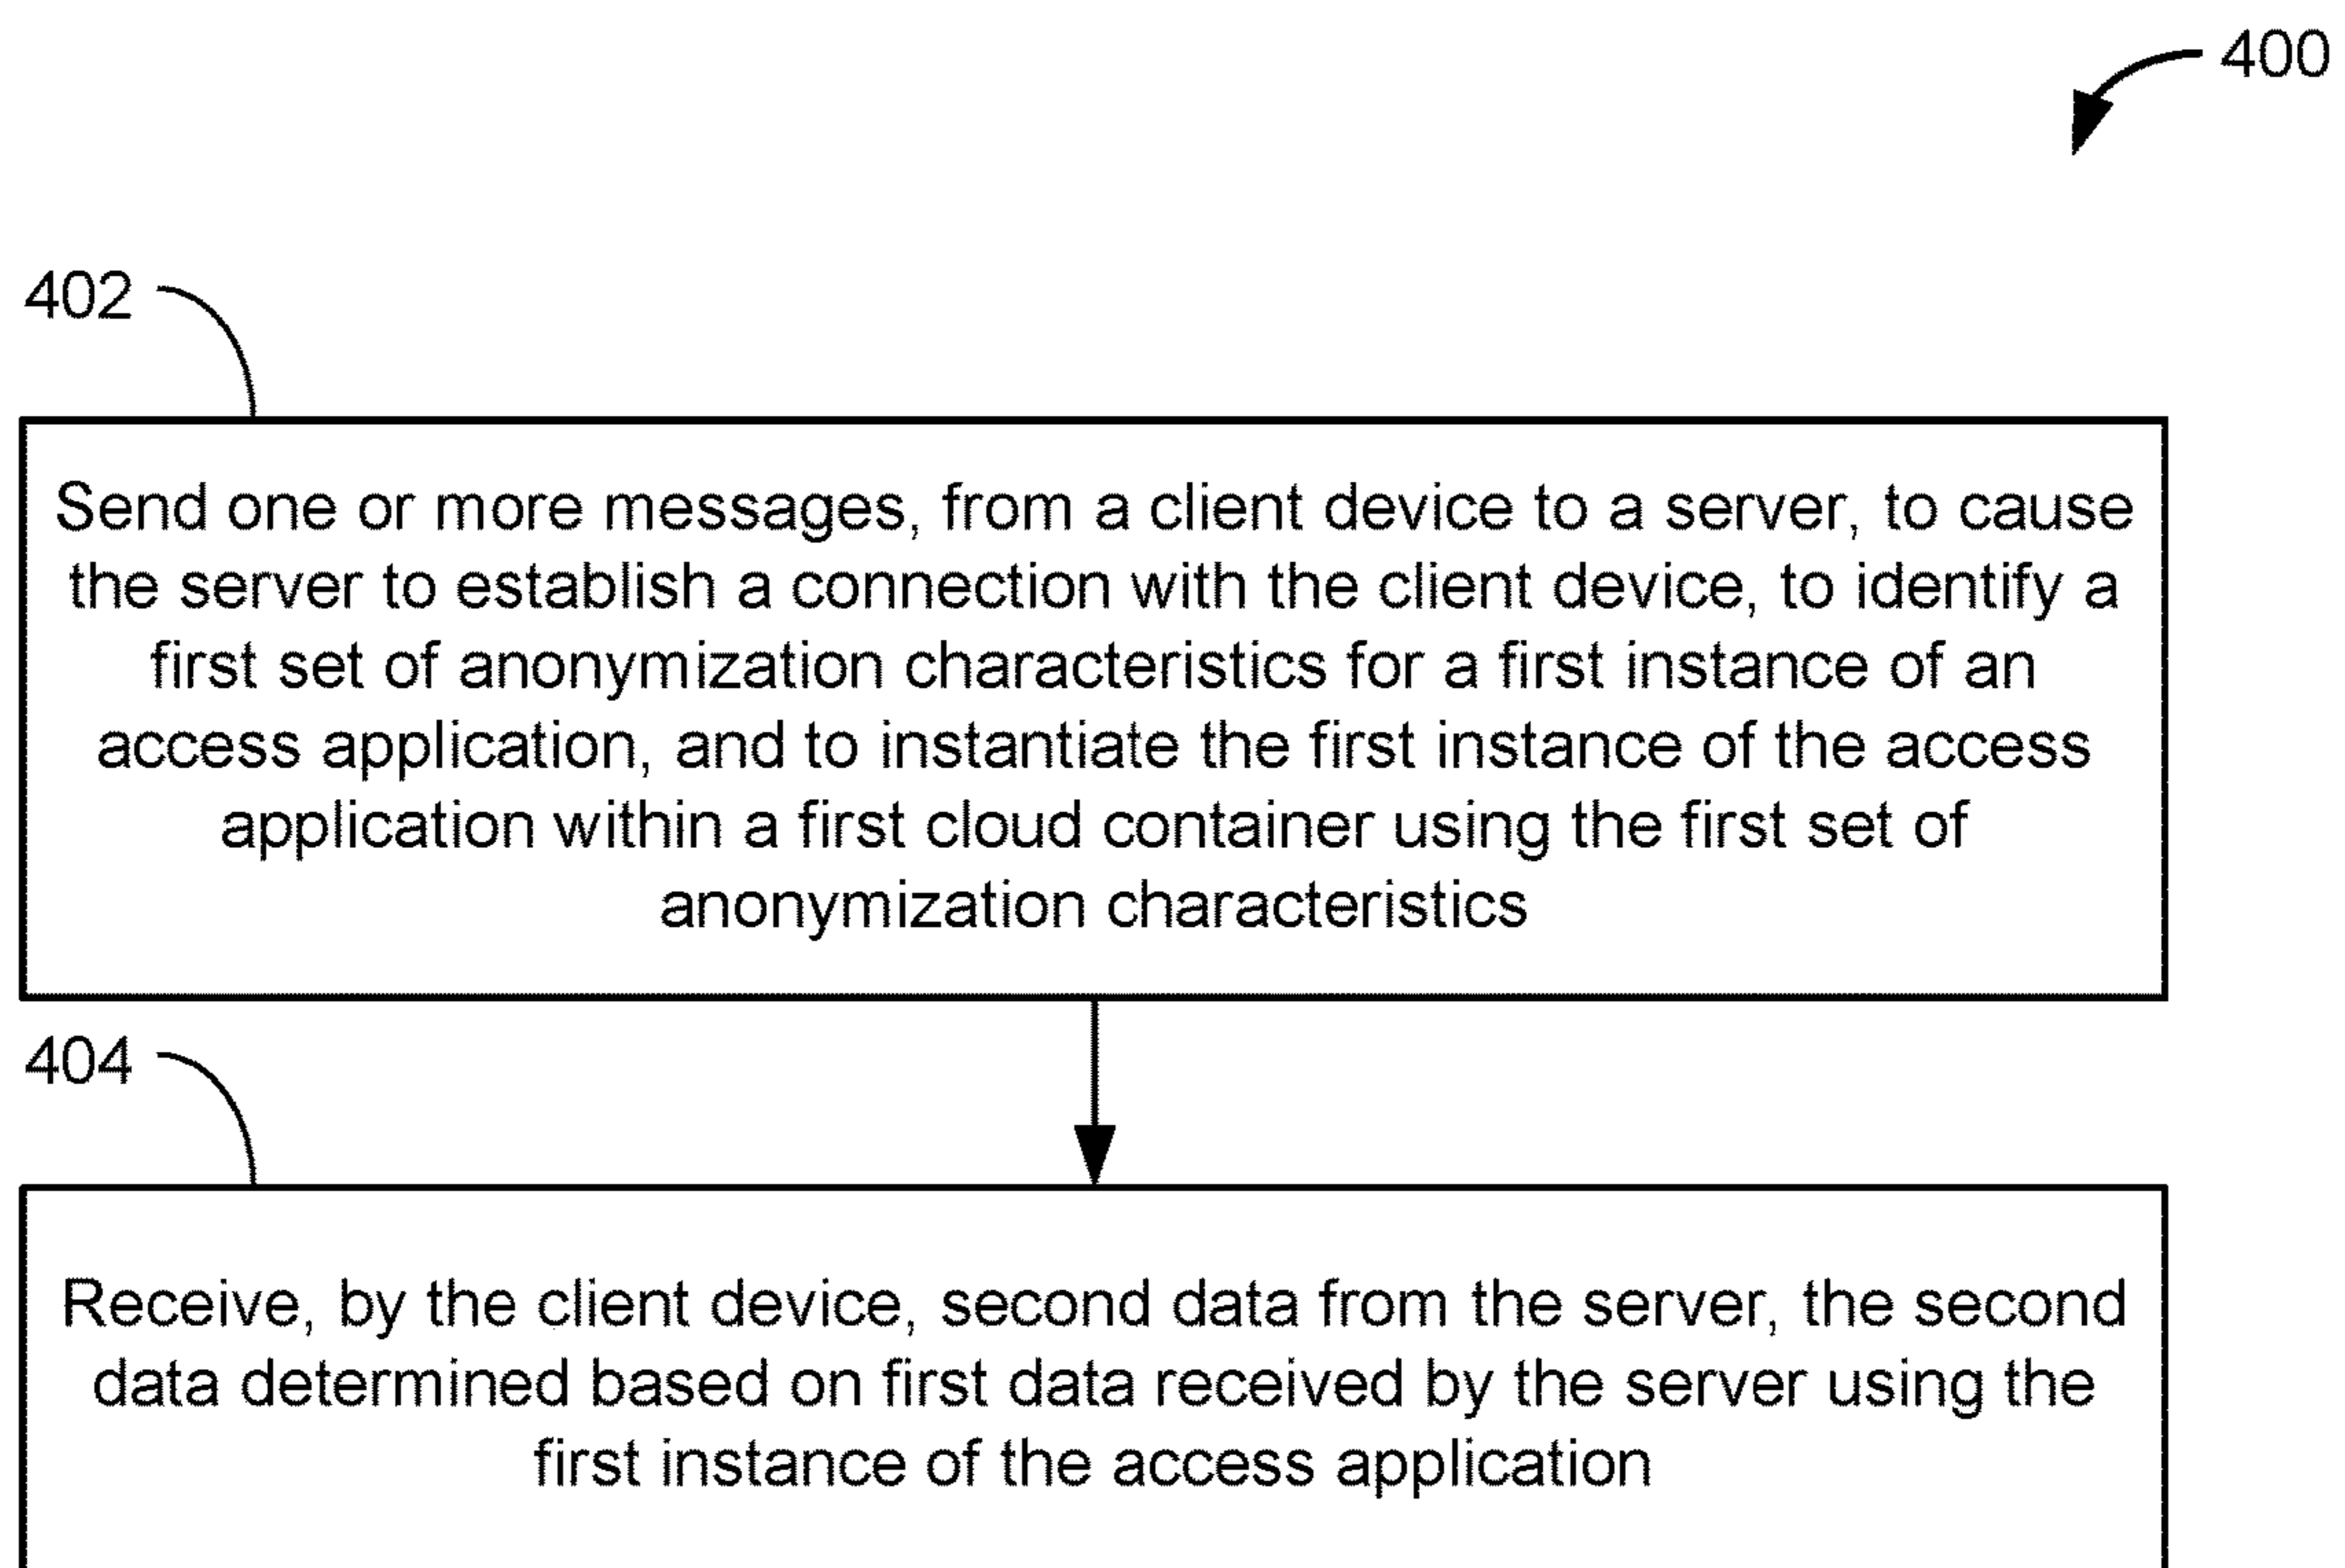 400
402
Send one or more messages, from a client device to a server, to cause
the server to establish a connection with the client device, to identify a
first set of anonymization characteristics for a first instance of an
access application, and to instantiate the first instance of the access
application within a first cloud container using the first set of
anonymization characteristics
404
Receive, by the client device, second data from the server, the second
data determined based on first data received by the server using the
first instance of the access application